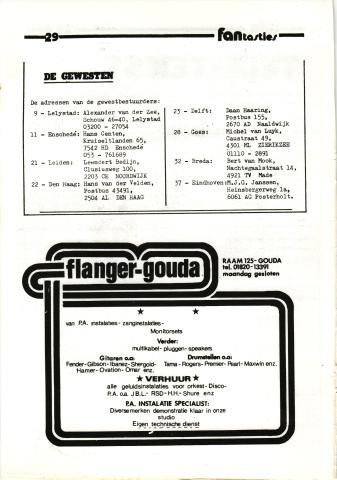 29
fantasties
DE GEWESTEN
De adressen van de gewestbestuurders:
9 - Lelystad: Alexander van der Zee,
Schouw 46-40, Lelystad
03200 - 27054
11 - Enschedé: Hans Centen,
Kruiseltlanden 65,
7542 HD Enschedé
053 - 761689
21 - Leiden: Leendert Bedijn,
Clusiusweg 100,
2203 CE NOORDWIJK
22 - Den Haag: Hans van der Velden,
Postbus 43491,
2504 AL DEN HAAG
23 - Delft: Daan Haaring,
Postbus 155,
2670 AD Naaldwijk
28 - Goes: Michel van Luyk,
Caustraat 49,
4301 ML ZIERIKZEE
01110 - 2891
32 - Breda: Bert van Mook,
Nachtegaalstraat 14,
4921 TV Made
37 - Eindhoven: M.J.G. Janssen,
Heinsbergerweg 1a,
6061 AG Posterholt.
flanger-gouda
RAAM 125-GOUDA
tel. 01820-13391
maandag gesloten
van P.A. instalaties - zanginstalaties -
Monitorsets
Verder:
multikabel - pluggen - speakers
Gitaren o.a:
Fender-Gibson-Ibanez-Shergold-
Hamer-Ovation-Omar enz.
Drumstellen o.a:
Tama-Rogers-Premier-Pearl-Maxwin enz.
★ VERHUUR ★
alle geluidsinstalaties voor orkest-Disco-
P.A. o.a J.B.L.- RSD-H.H.- Shure enz
P.A. INSTALATIE SPECIALIST:
Diversemerken demonstratie klaar in onze
studio
Eigen technische dienst